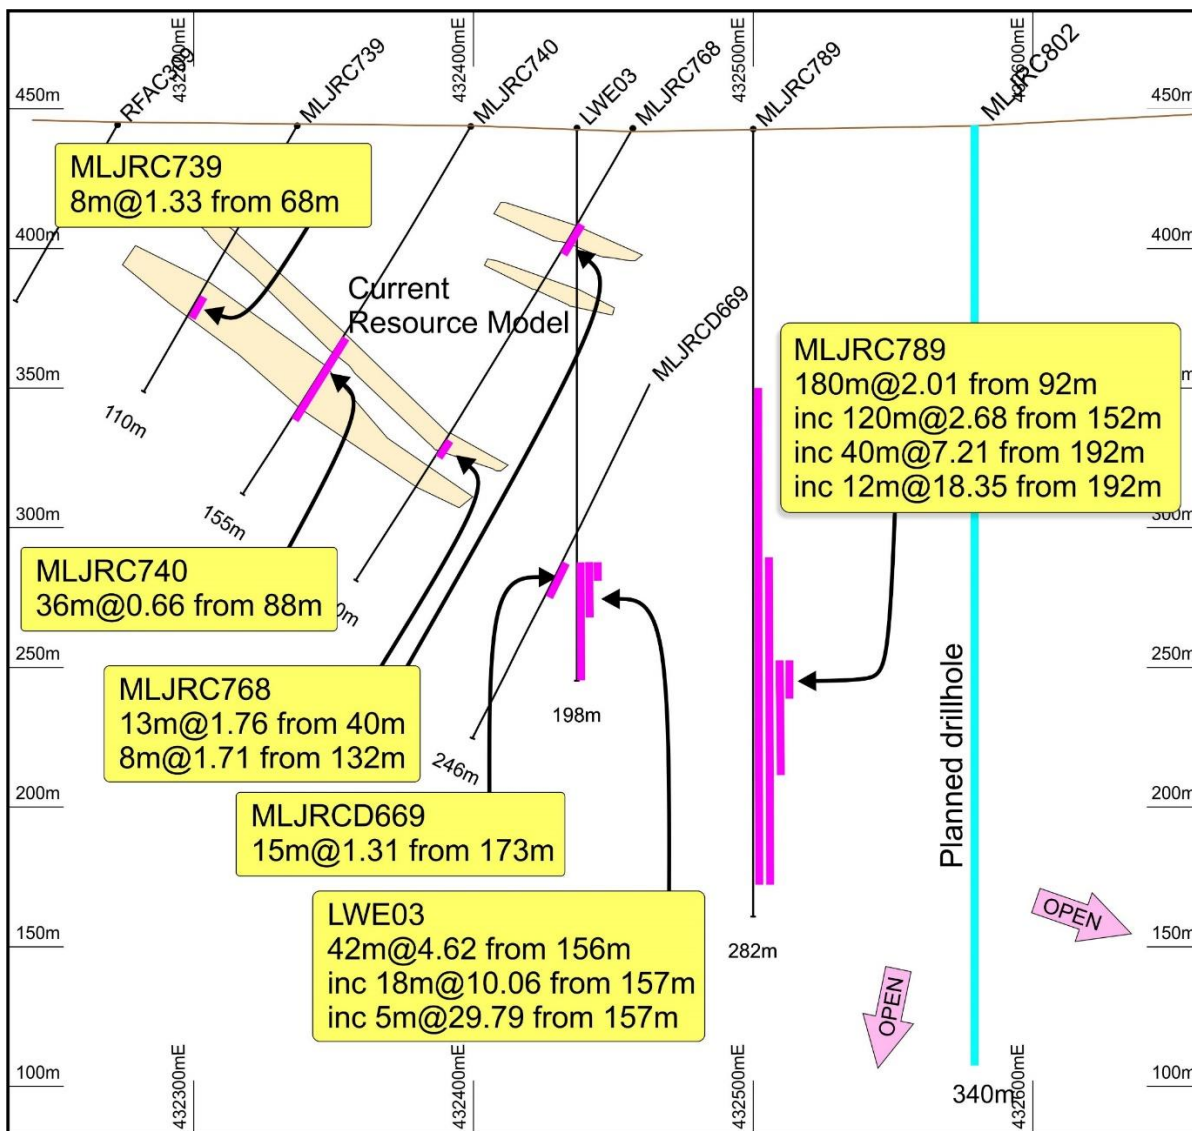 432300mE
432400mE
432500mE
432600mE
RFAC309
MLJRC739
MLJRC740
LWE03
MLJRC768
MLJRC789
MLJRC802
450m
450m
MLJRC739
8m@1.33 from 68m
400m
400m
Current
Resource Model
MLJRCD669
350m
MLJRC789
180m@2.01 from 92m
inc 120m@2.68 from 152m
inc 40m@7.21 from 192m
inc 12m@18.35 from 192m
110m
155m
300m
300m
MLJRC740
36m@0.66 from 88m
250m
250m
MLJRC768
13m@1.76 from 40m
8m@1.71 from 132m
198m
246m
Planned drillhole
200m
200m
MLJRCD669
15m@1.31 from 173m
LWE03
42m@4.62 from 156m
inc 18m@10.06 from 157m
inc 5m@29.79 from 157m
282m
OPEN
150m
150m
OPEN
100m
100m
340m
432300mE
432400mE
432500mE
432600mE